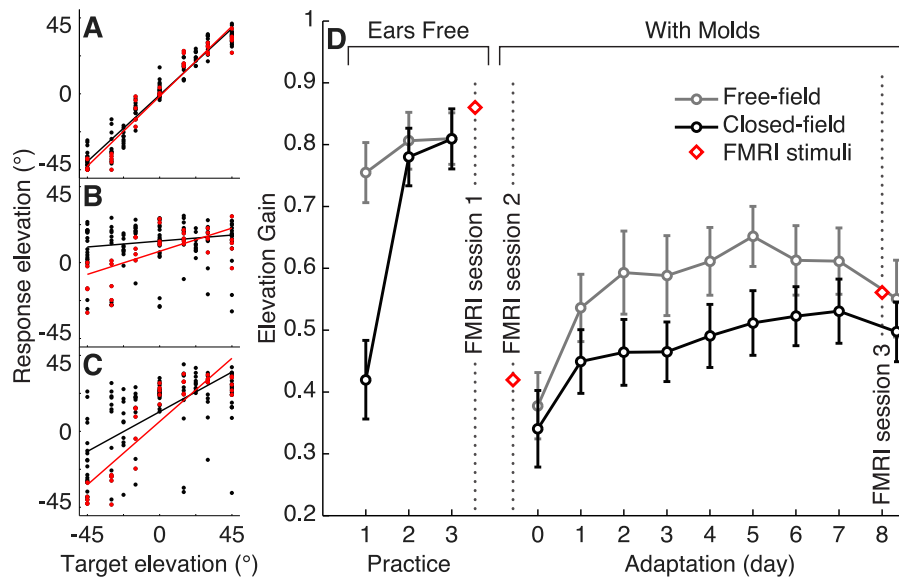 A
45
0
-45
B
45
0
-45
C
45
0
-45
-45
0
45
Response elevation (°)
Target elevation (°)
D
Ears Free
With Molds
1
0.9
0.8
0.7
0.6
0.5
0.4
0.3
0.2
Elevation Gain
Free-field
Closed-field
FMRI stimuli
FMRI session 1
FMRI session 2
FMRI session 3
1 2 3
Practice
0 1 2 3 4 5 6 7 8
Adaptation (day)